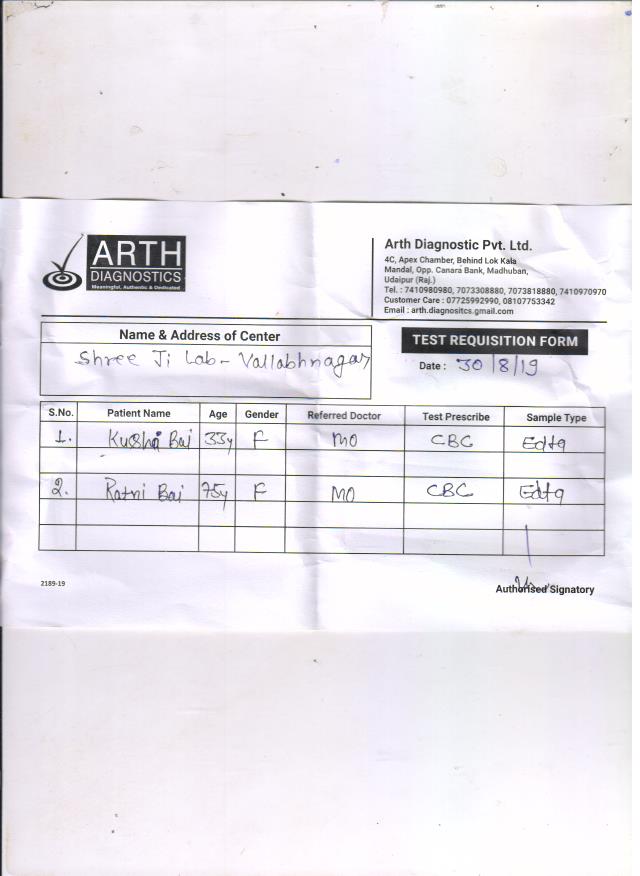 ARTH
DIAGNOSTICS
Meaningful, Authentic & Dedicated
Arth Diagnostic Pvt. Ltd.
4C, Apex Chamber, Behind Lok Kala
Mandal, Opp. Canara Bank, Madhuban,
Udaipur (Raj.)
Tel. : 7410980980, 7073308880, 7073818880, 7410970970
Customer Care : 07725992990, 08107753342
Email : arth.diagnositcs.gmail.com
Name & Address of Center
Shree Ji Lab - Vallabhnagar
TEST REQUISITION FORM
Date : 30/8/19
S.No. Patient Name Age Gender Referred Doctor Test Prescribe Sample Type
1. Bai 33y F MO CBC Edta
2. Ratni Bai 75y F MO CBC Edta
2189-19
Authorised Signatory